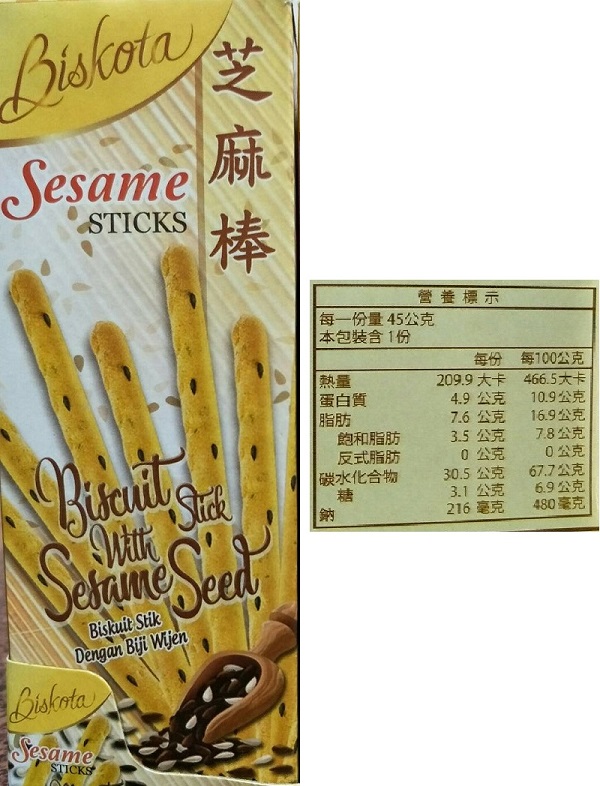 Biskota
芝麻棒
Sesame
STICKS
Biscuit Stick
With
Sesame Seed
Biskuit Stik
Dengan Biji Wijen
Biskota
Sesame
STICKS
營養標示
每一份量 45公克
本包裝含 1份
每份 每100公克
熱量 209.9 大卡 466.5大卡
蛋白質 4.9 公克 10.9公克
脂肪 7.6 公克 16.9公克
飽和脂肪 3.5 公克 7.8公克
反式脂肪 0 公克 0公克
碳水化合物 30.5 公克 67.7公克
糖 3.1 公克 6.9公克
鈉 216 毫克 480毫克